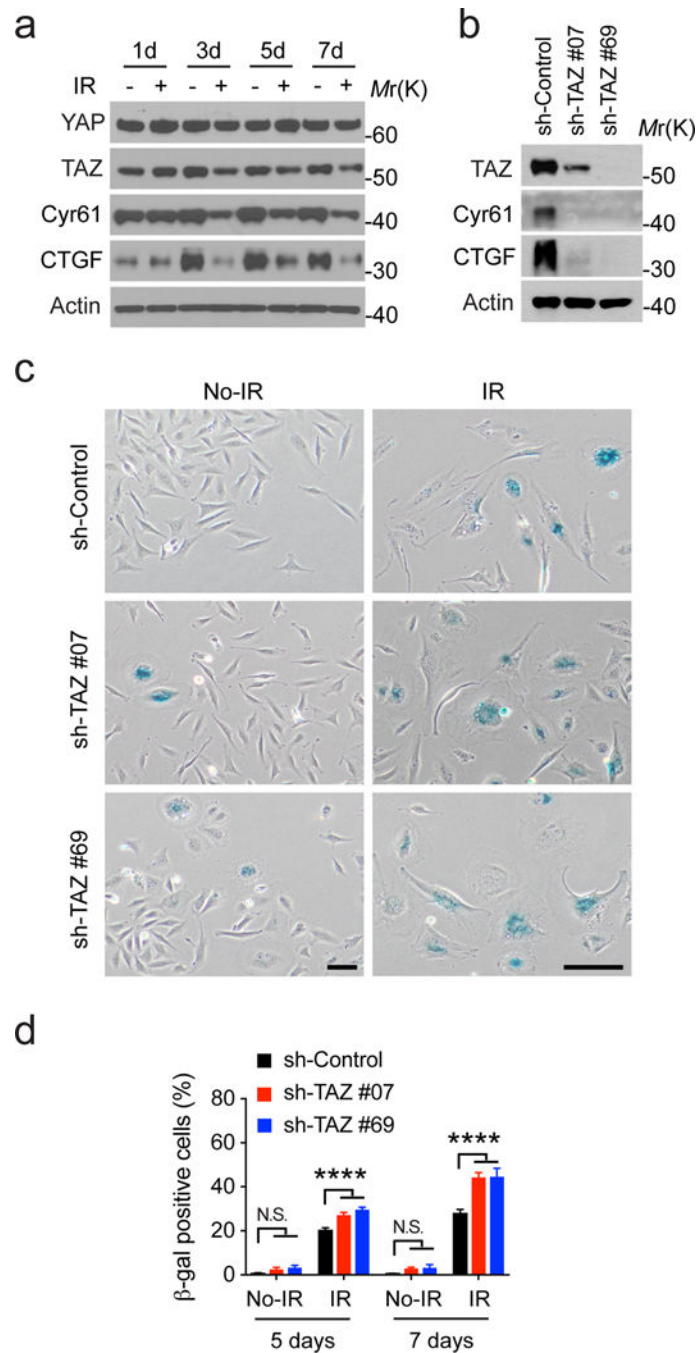 a
1d 3d 5d 7d
IR - + - + - + - + Mr(K)
YAP -60
TAZ -50
Cyr61 -40
CTGF -30
Actin -40
b
sh-Control
sh-TAZ #07
sh-TAZ #69
Mr(K)
TAZ -50
Cyr61 -40
CTGF -30
Actin -40
c
No-IR IR
sh-Control
sh-TAZ #07
sh-TAZ #69
d
sh-Control
sh-TAZ #07
sh-TAZ #69
β-gal positive cells (%)
80
60
40
20
0
N.S. **** N.S. ****
No-IR IR No-IR IR
5 days 7 days